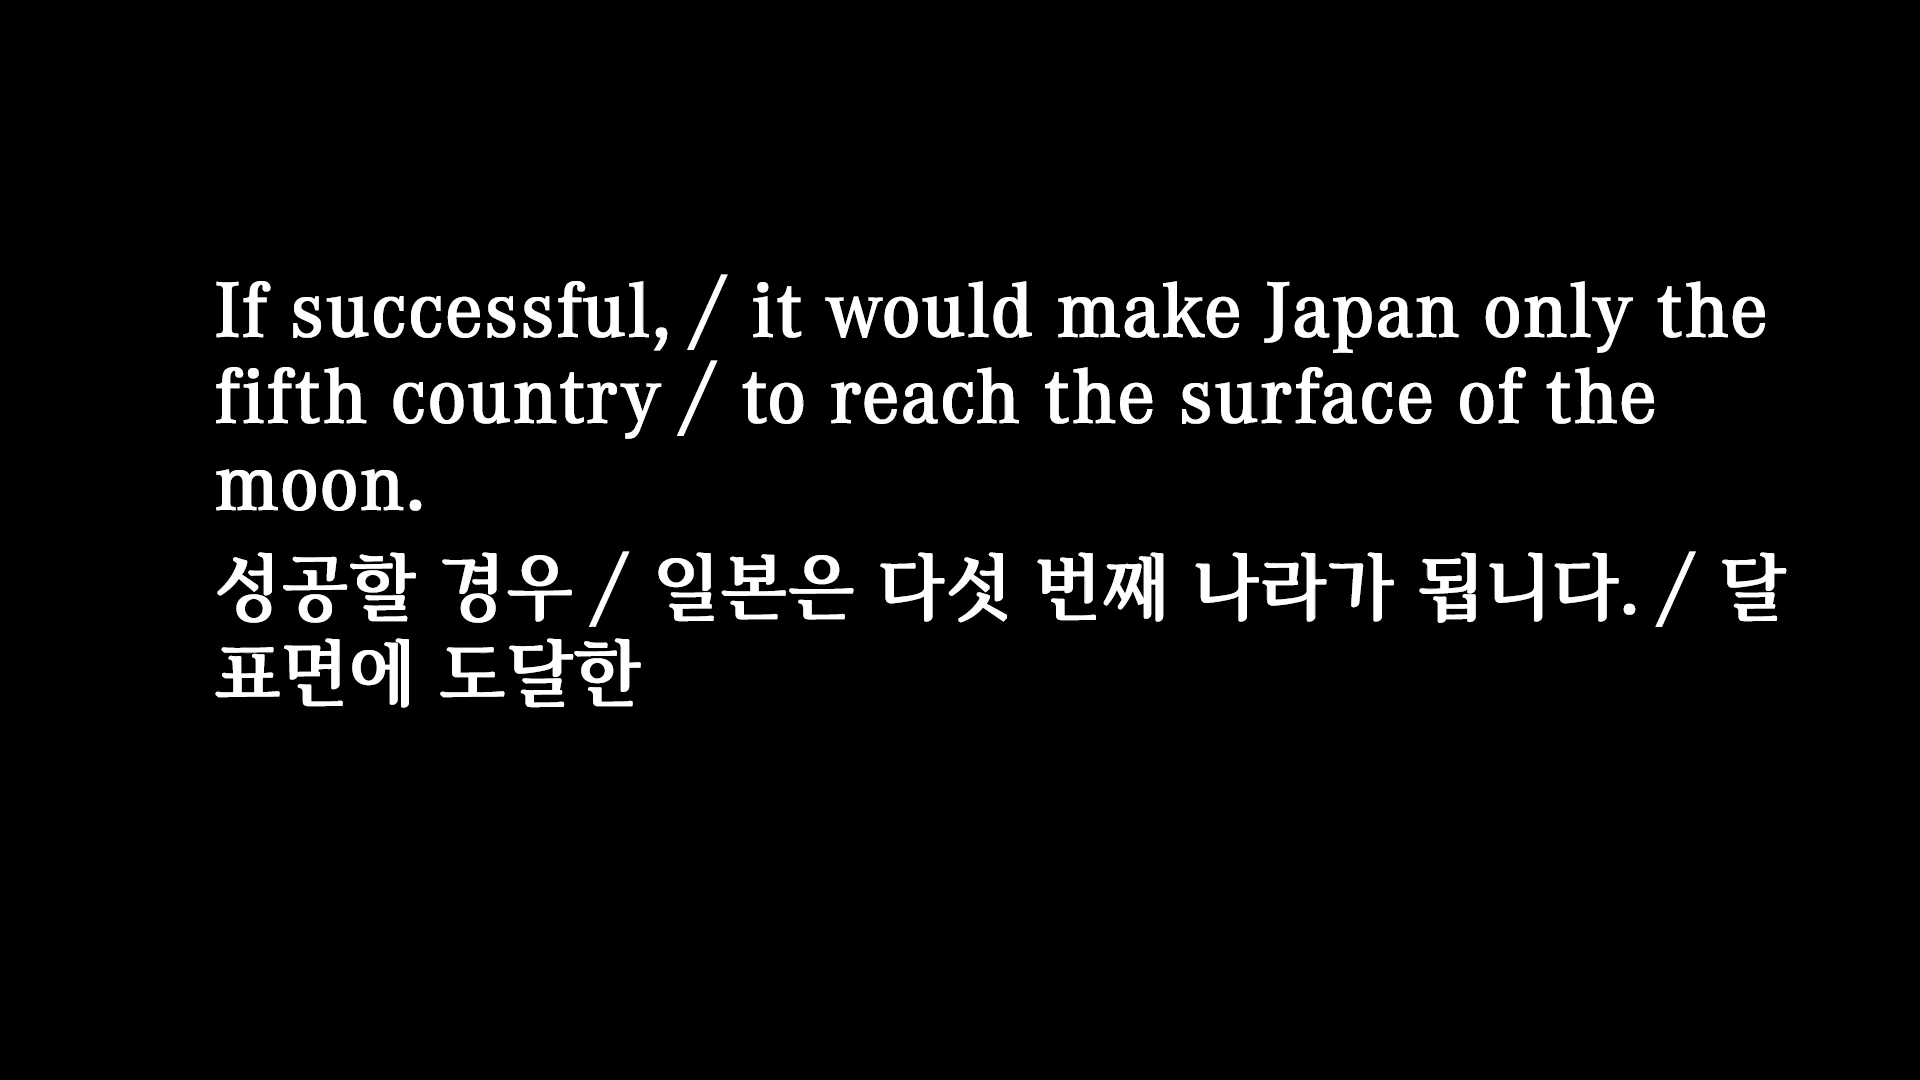 If successful, / it would make Japan only the
fifth country / to reach the surface of the
moon.
성공할 경우 / 일본은 다섯 번째 나라가 됩니다. / 달
표면에 도달한